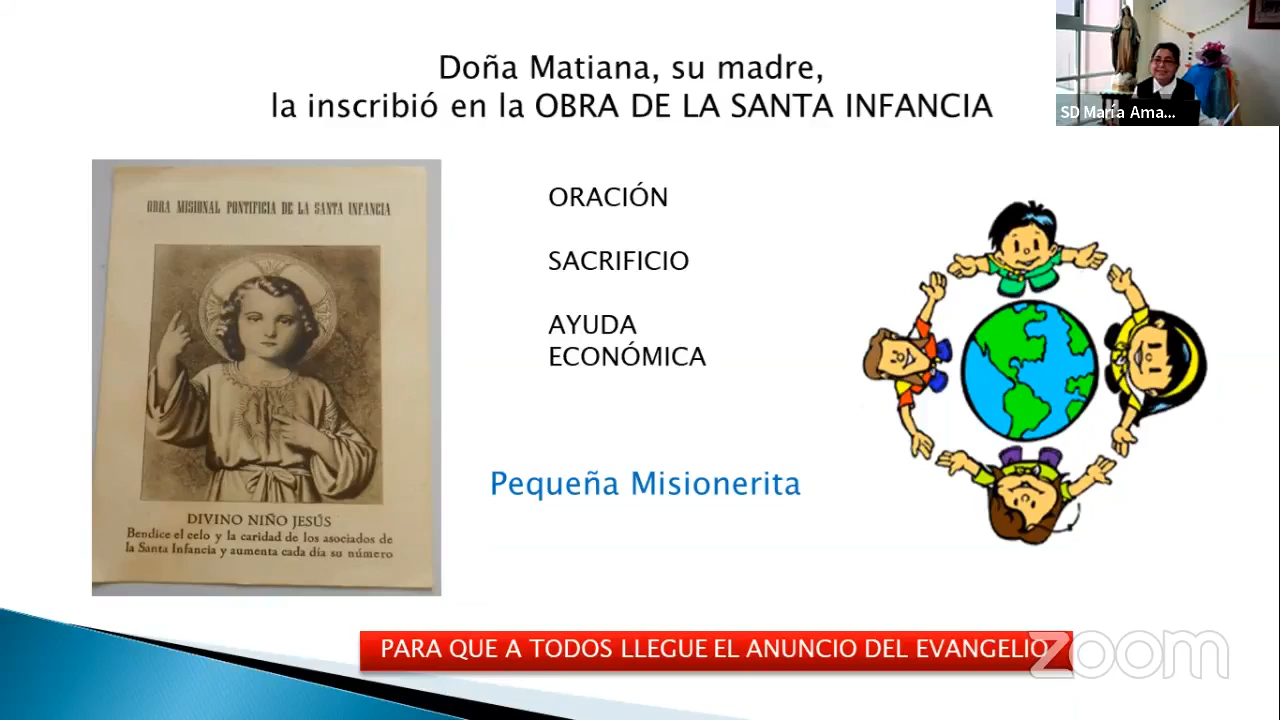 Doña Matiana, su madre,
la inscribió en la OBRA DE LA SANTA INFANCIA
SD María Ama...
OBRA MISIONAL PONTIFICIA DE LA SANTA INFANCIA
DIVINO NIÑO JESÚS
Bendice el celo y la caridad de los asociados de
la Santa Infancia y aumenta cada día su número
ORACIÓN
SACRIFICIO
AYUDA
ECONÓMICA
Pequeña Misionerita
PARA QUE A TODOS LLEGUE EL ANUNCIO DEL EVANGELIO
zoom